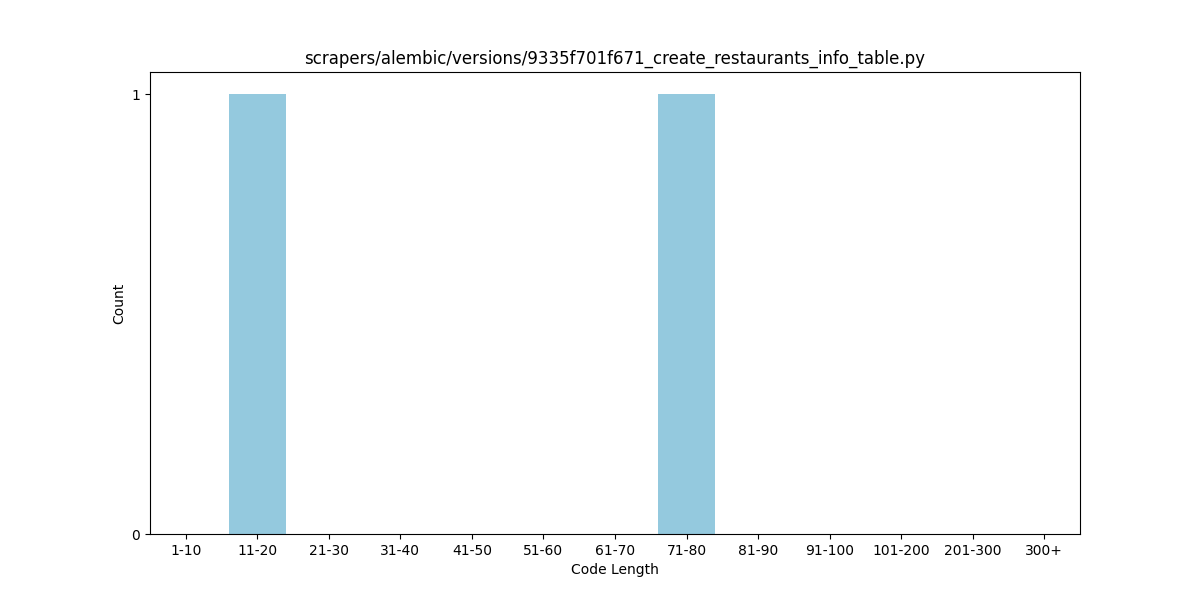 scrapers/alembic/versions/9335f701f671_create_restaurants_info_table.py
1
Count
0
1-10 11-20 21-30 31-40 41-50 51-60 61-70 71-80 81-90 91-100 101-200 201-300 300+
Code Length